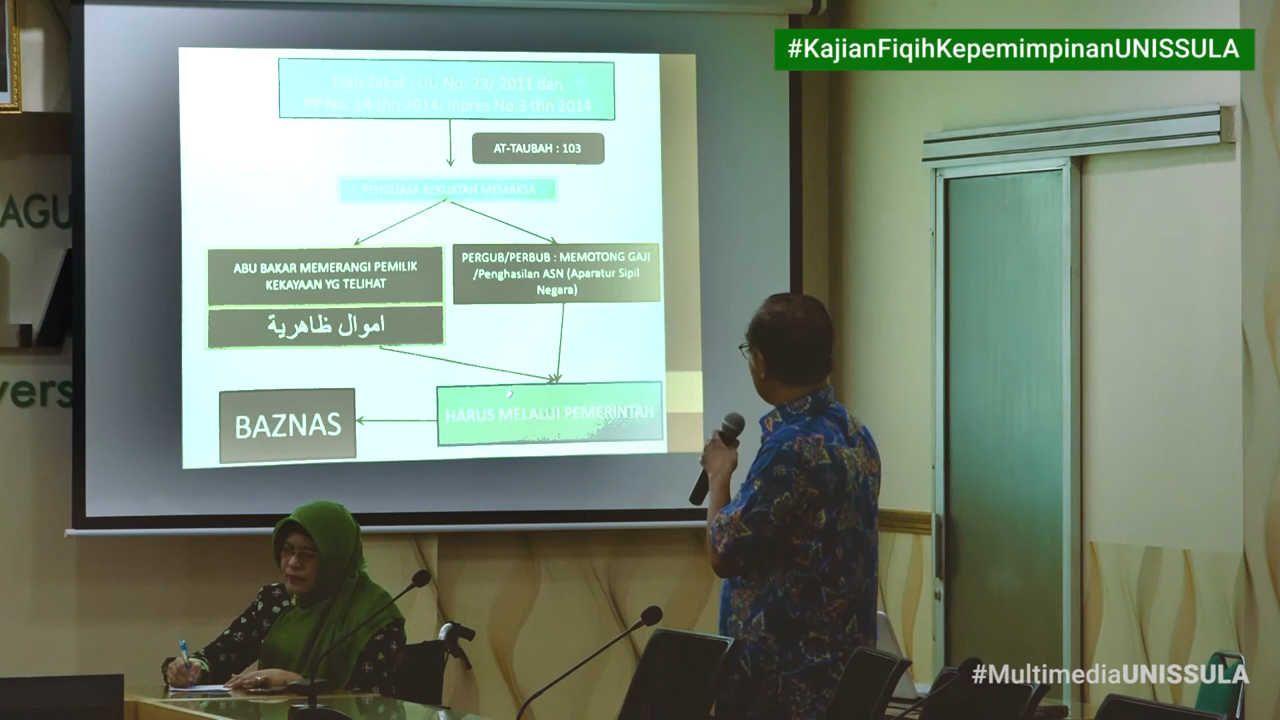 #KajianFiqihKepemimpinanUNISSULA
Fiqh Zakat : UU No. 23/ 2011 dan
PP No. 14 thn 2014, Inpres No.3 thn 2014
AT-TAUBAH : 103
PENGUASA KEKUATAN MEMAKSA
ABU BAKAR MEMERANGI PEMILIK
KEKAYAAN YG TELIHAT
PERGUB/PERBUB : MEMOTONG GAJI
/Penghasilan ASN (Aparatur Sipil
Negara)
اموال ظاهرية
BAZNAS
HARUS MELALUI PEMERINTAH
AGU
vers
#MultimediaUNISSULA